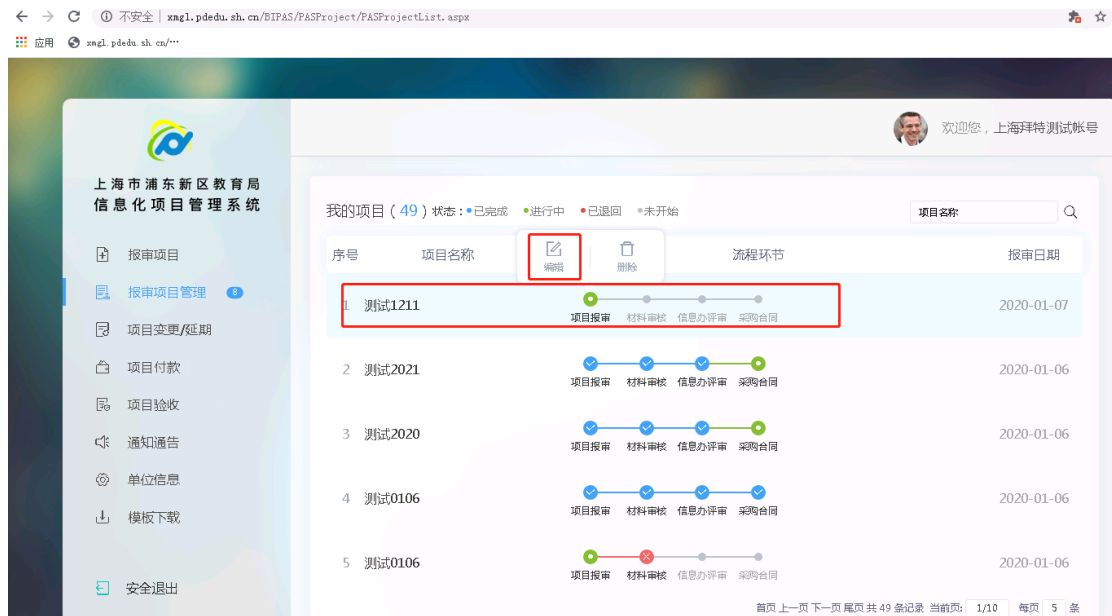 不安全 | xmgl.pdedu.sh.cn/BIPAS/PASProject/PASProjectList.aspx
应用 xmgl.pdedu.sh.cn/…
欢迎您，上海拜特测试帐号
上海市浦东新区教育局
信息化项目管理系统
报审项目
报审项目管理 8
项目变更/延期
项目付款
项目验收
通知通告
单位信息
模板下载
安全退出
我的项目（49）状态：•已完成 •进行中 •已退回 •未开始
项目名称
序号 项目名称 编辑 删除 流程环节 报审日期
1 测试1211 2020-01-07
项目报审 材料审核 信息办评审 采购合同
2 测试2021 2020-01-06
项目报审 材料审核 信息办评审 采购合同
3 测试2020 2020-01-06
项目报审 材料审核 信息办评审 采购合同
4 测试0106 2020-01-06
项目报审 材料审核 信息办评审 采购合同
5 测试0106 2020-01-06
项目报审 材料审核 信息办评审 采购合同
首页 上一页 下一页 尾页 共 49 条记录 当前页: 1/10 每页 5 条